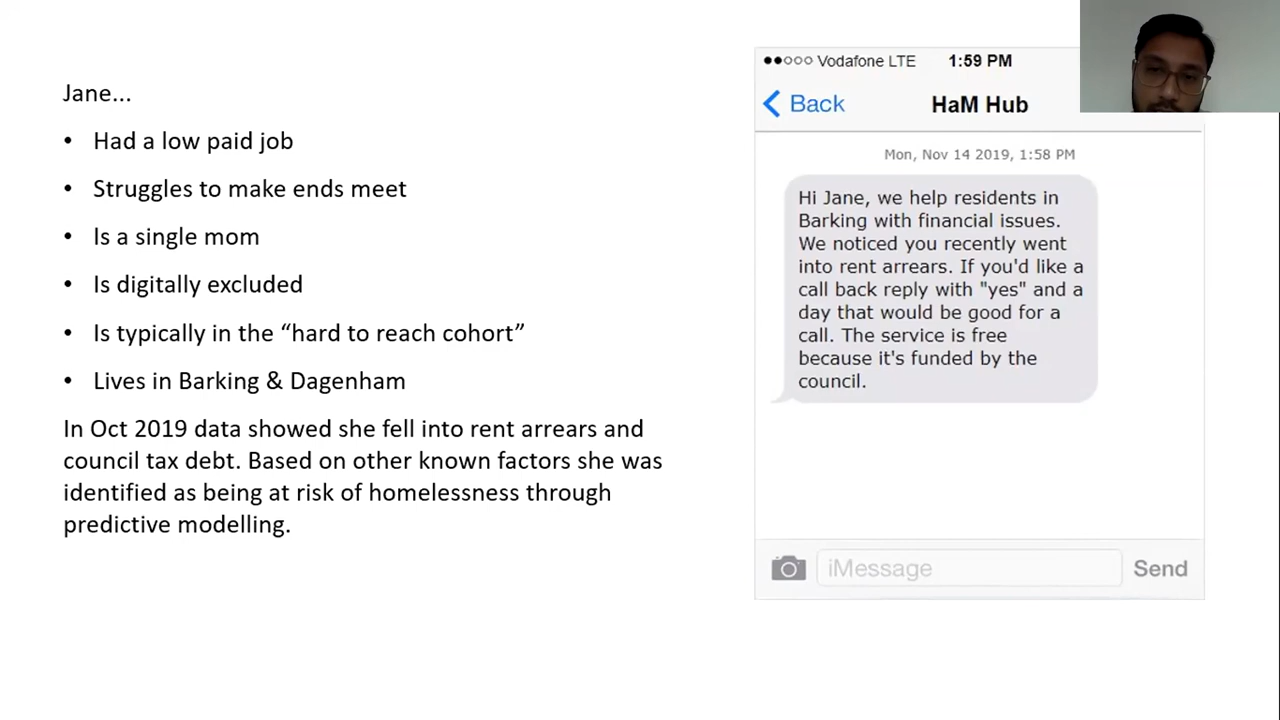 Jane...
• Had a low paid job
• Struggles to make ends meet
• Is a single mom
• Is digitally excluded
• Is typically in the “hard to reach cohort”
• Lives in Barking & Dagenham
In Oct 2019 data showed she fell into rent arrears and
council tax debt. Based on other known factors she was
identified as being at risk of homelessness through
predictive modelling.
Vodafone LTE 1:59 PM
Back HaM Hub
Mon, Nov 14 2019, 1:58 PM
Hi Jane, we help residents in
Barking with financial issues.
We noticed you recently went
into rent arrears. If you'd like a
call back reply with "yes" and a
day that would be good for a
call. The service is free
because it's funded by the
council.
iMessage Send